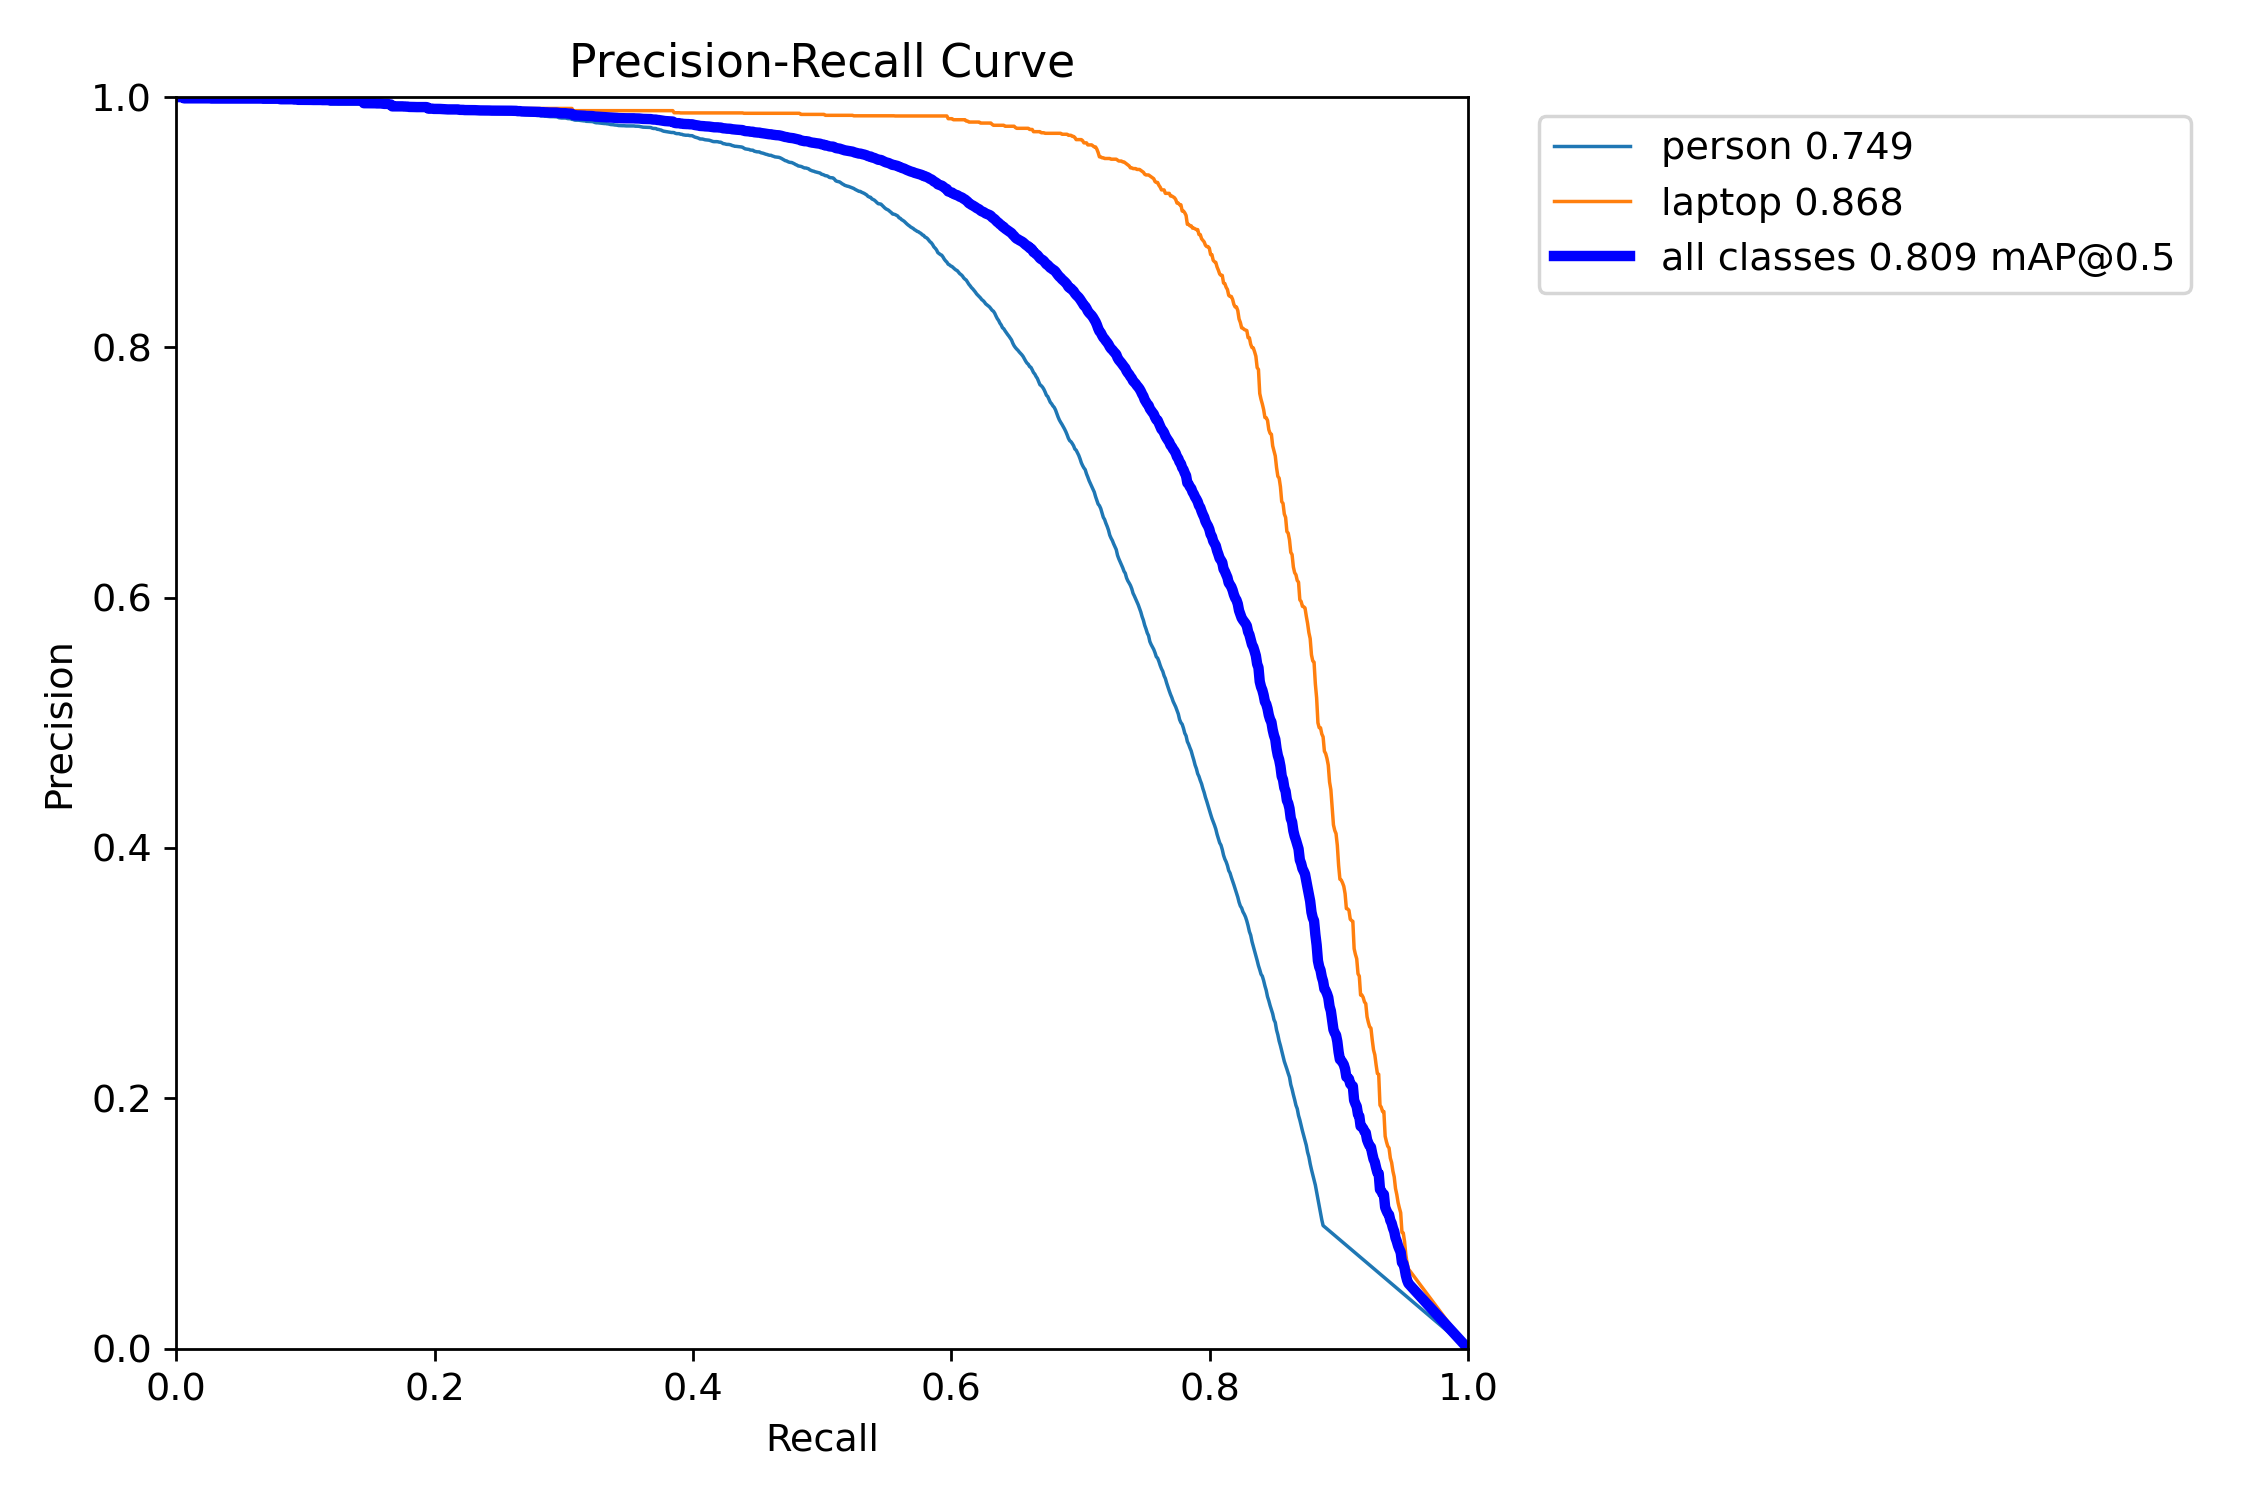 Precision-Recall Curve
1.0
0.8
0.6
0.4
0.2
0.0
Precision
0.0 0.2 0.4 0.6 0.8 1.0
Recall
person 0.749
laptop 0.868
all classes 0.809 mAP@0.5